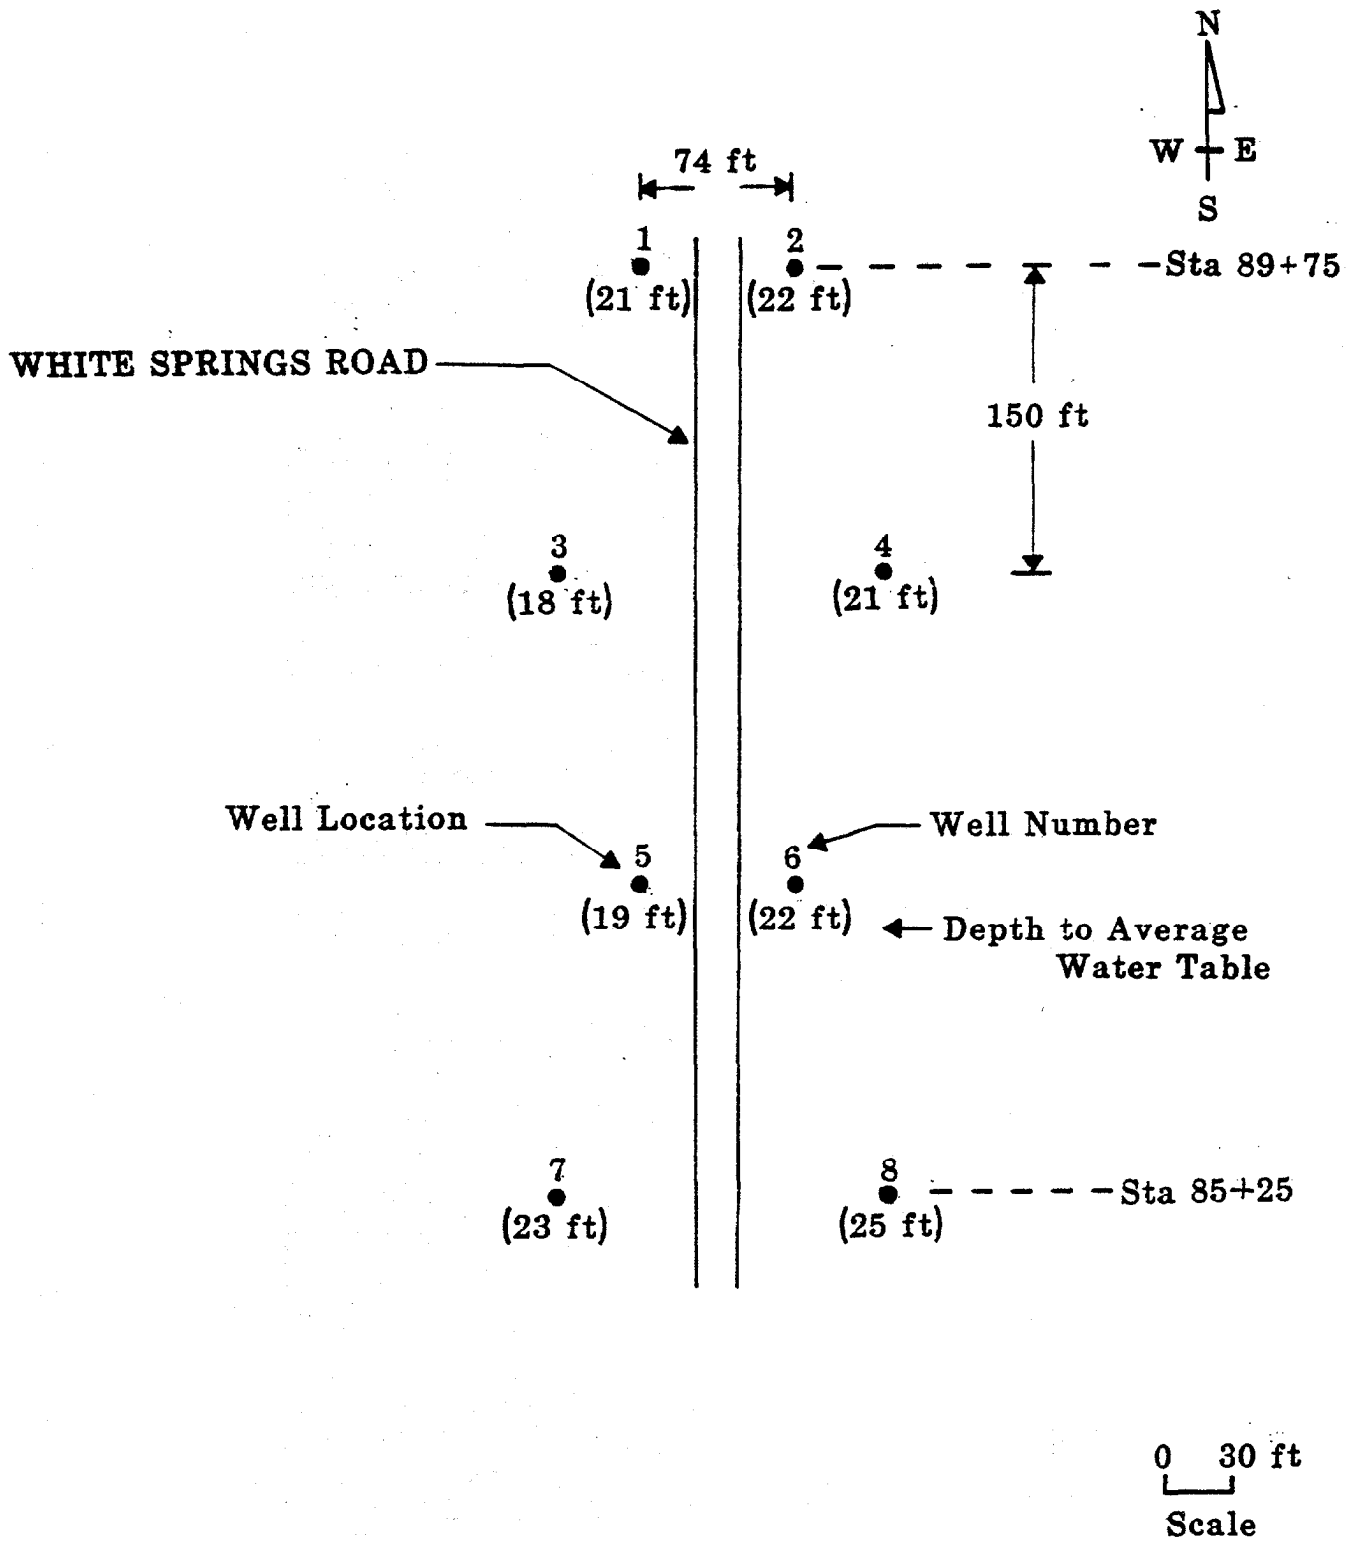 N
W E
S
74 ft
1 2
(21 ft) (22 ft)
Sta 89+75
WHITE SPRINGS ROAD
150 ft
3 4
(18 ft) (21 ft)
Well Location
Well Number
5 6
(19 ft) (22 ft)
Depth to Average
Water Table
7 8
(23 ft) (25 ft)
Sta 85+25
0 30 ft
Scale